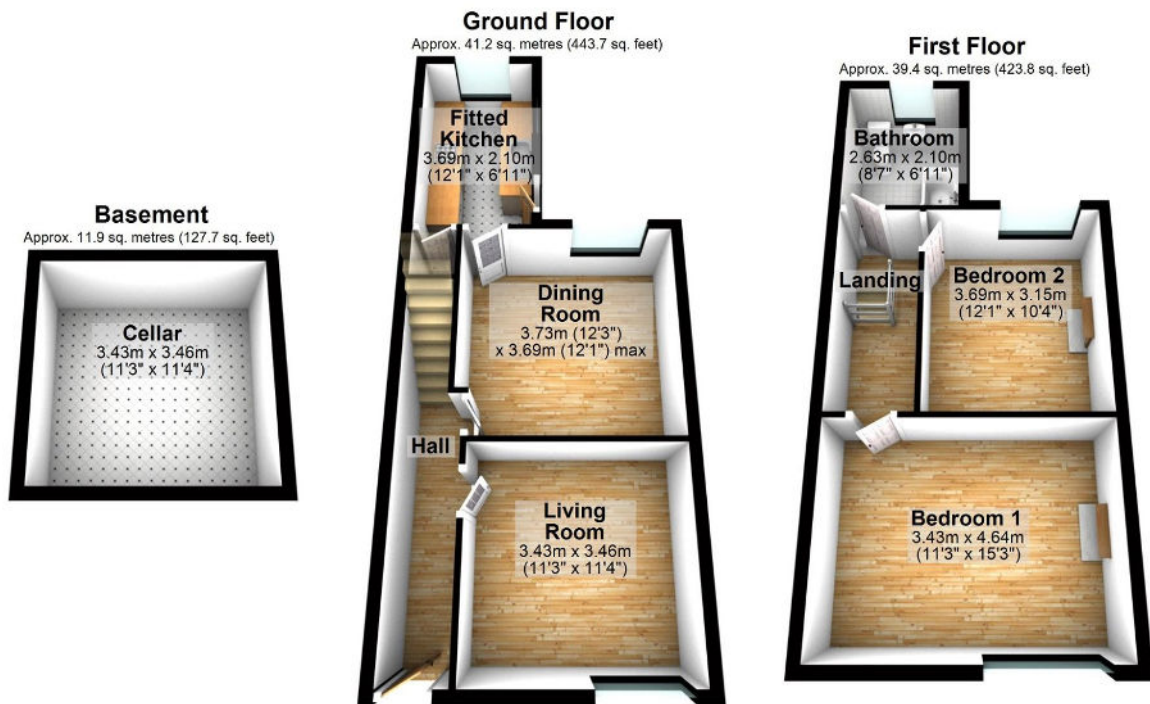 Basement
Approx. 11.9 sq. metres (127.7 sq. feet)
Cellar
3.43m x 3.46m
(11'3" x 11'4")
Ground Floor
Approx. 41.2 sq. metres (443.7 sq. feet)
Fitted
Kitchen
3.69m x 2.10m
(12'1" x 6'11")
Dining
Room
3.73m (12'3")
x 3.69m (12'1") max
Hall
Living
Room
3.43m x 3.46m
(11'3" x 11'4")
First Floor
Approx. 39.4 sq. metres (423.8 sq. feet)
Bathroom
2.63m x 2.10m
(8'7" x 6'11")
Landing
Bedroom 2
3.69m x 3.15m
(12'1" x 10'4")
Bedroom 1
3.43m x 4.64m
(11'3" x 15'3")